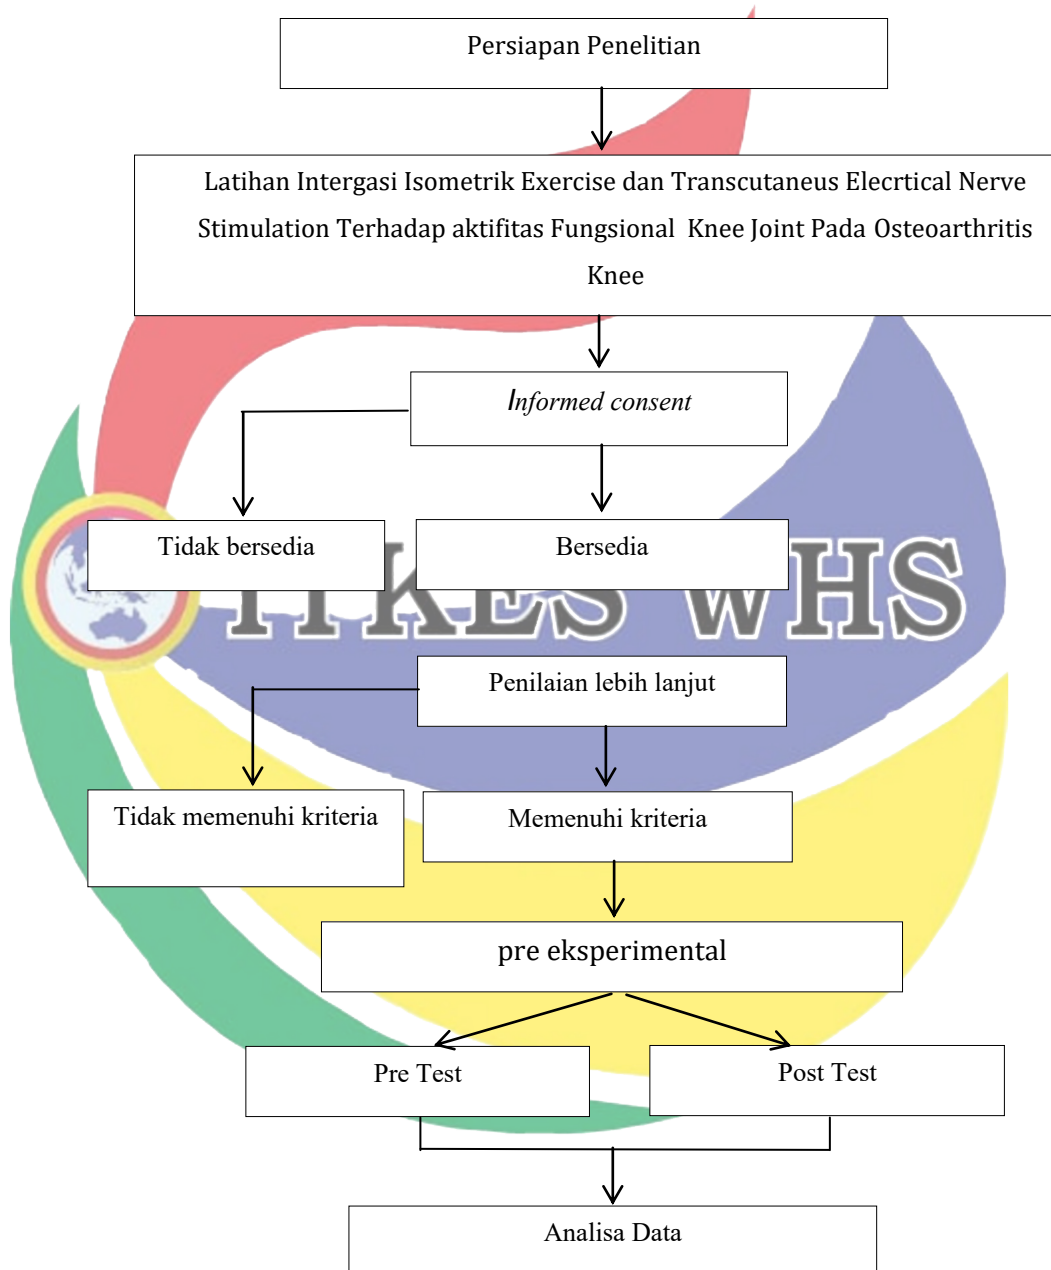 Persiapan Penelitian
Latihan Intergasi Isometrik Exercise dan Transcutaneus Elecrtical Nerve
Stimulation Terhadap aktifitas Fungsional Knee Joint Pada Osteoarthritis
Knee
Informed consent
Tidak bersedia
Bersedia
ITKES WHS
Penilaian lebih lanjut
Tidak memenuhi kriteria
Memenuhi kriteria
pre eksperimental
Pre Test
Post Test
Analisa Data